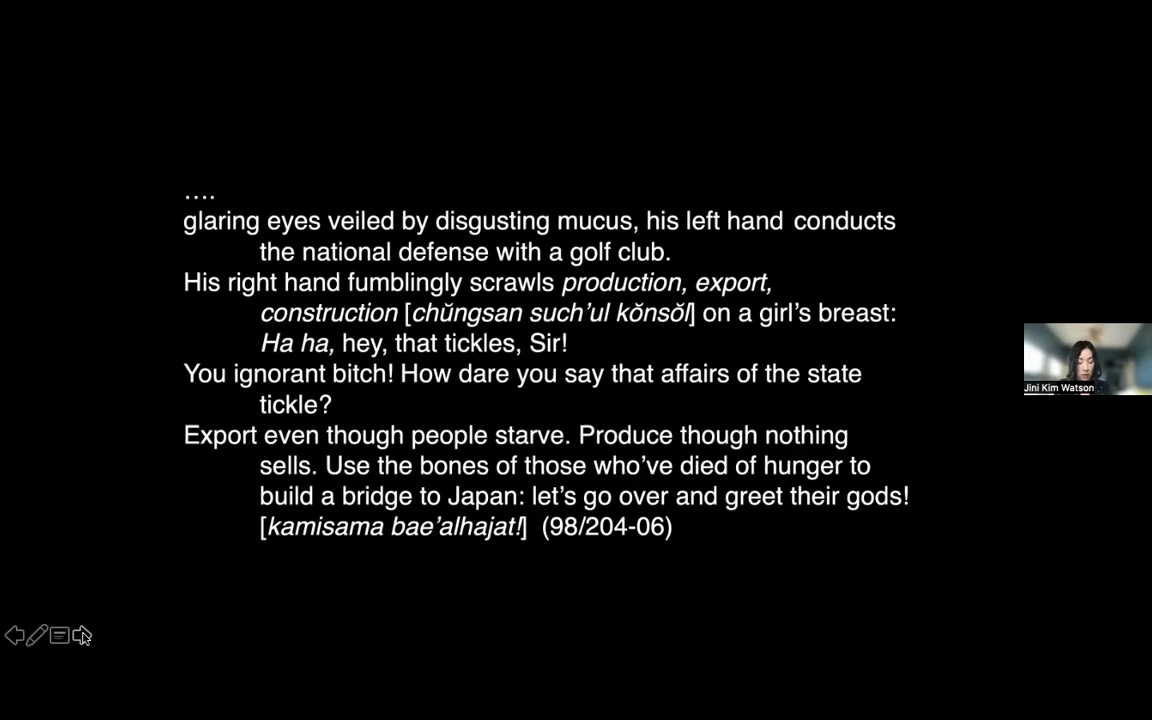 ....
glaring eyes veiled by disgusting mucus, his left hand conducts
the national defense with a golf club.
His right hand fumblingly scrawls production, export,
construction [chŭngsan such’ul kŏnsŏl] on a girl’s breast:
Ha ha, hey, that tickles, Sir!
You ignorant bitch! How dare you say that affairs of the state
tickle?
Export even though people starve. Produce though nothing
sells. Use the bones of those who’ve died of hunger to
build a bridge to Japan: let’s go over and greet their gods!
[kamisama bae’alhajat!] (98/204-06)
Jini Kim Watson